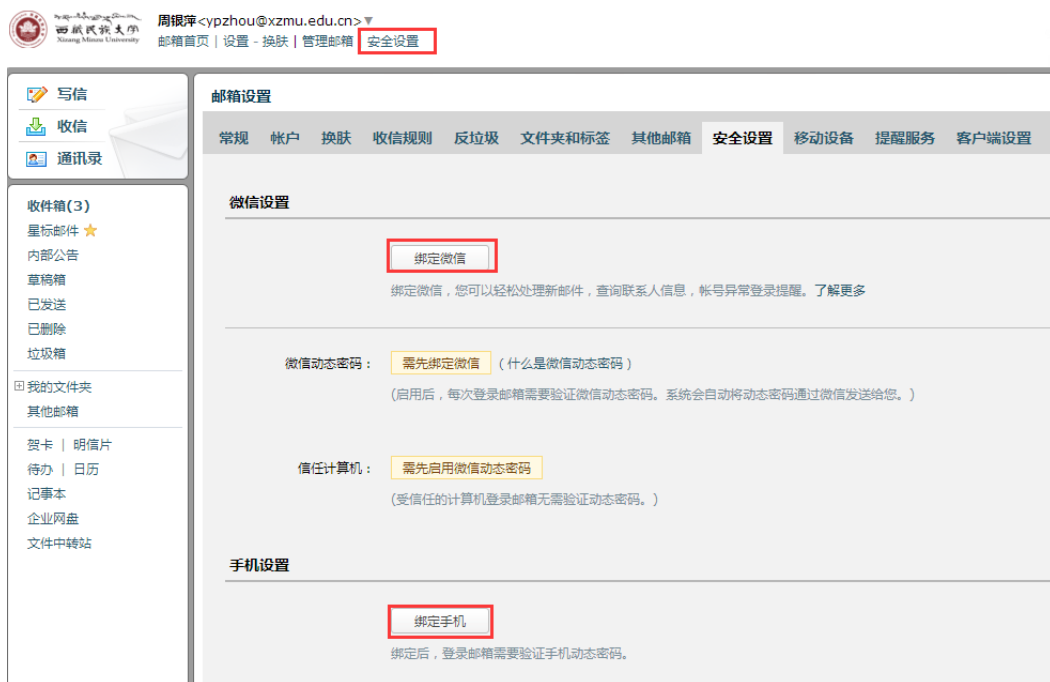 西藏民族大学
Xizang Minzu University
周银萍<ypzhou@xzmu.edu.cn>▼
邮箱首页 | 设置 - 换肤 | 管理邮箱 安全设置
写信
收信
通讯录
收件箱(3)
星标邮件
内部公告
草稿箱
已发送
已删除
垃圾箱
我的文件夹
其他邮箱
贺卡 | 明信片
待办 | 日历
记事本
企业网盘
文件中转站
邮箱设置
常规 帐户 换肤 收信规则 反垃圾 文件夹和标签 其他邮箱 安全设置 移动设备 提醒服务 客户端设置
微信设置
绑定微信
绑定微信，您可以轻松处理新邮件，查询联系人信息，帐号异常登录提醒。了解更多
微信动态密码： 需先绑定微信 (什么是微信动态密码)
(启用后，每次登录邮箱需要验证微信动态密码。系统会自动将动态密码通过微信发送给您。)
信任计算机： 需先启用微信动态密码
(受信任的计算机登录邮箱无需验证动态密码。)
手机设置
绑定手机
绑定后，登录邮箱需要验证手机动态密码。